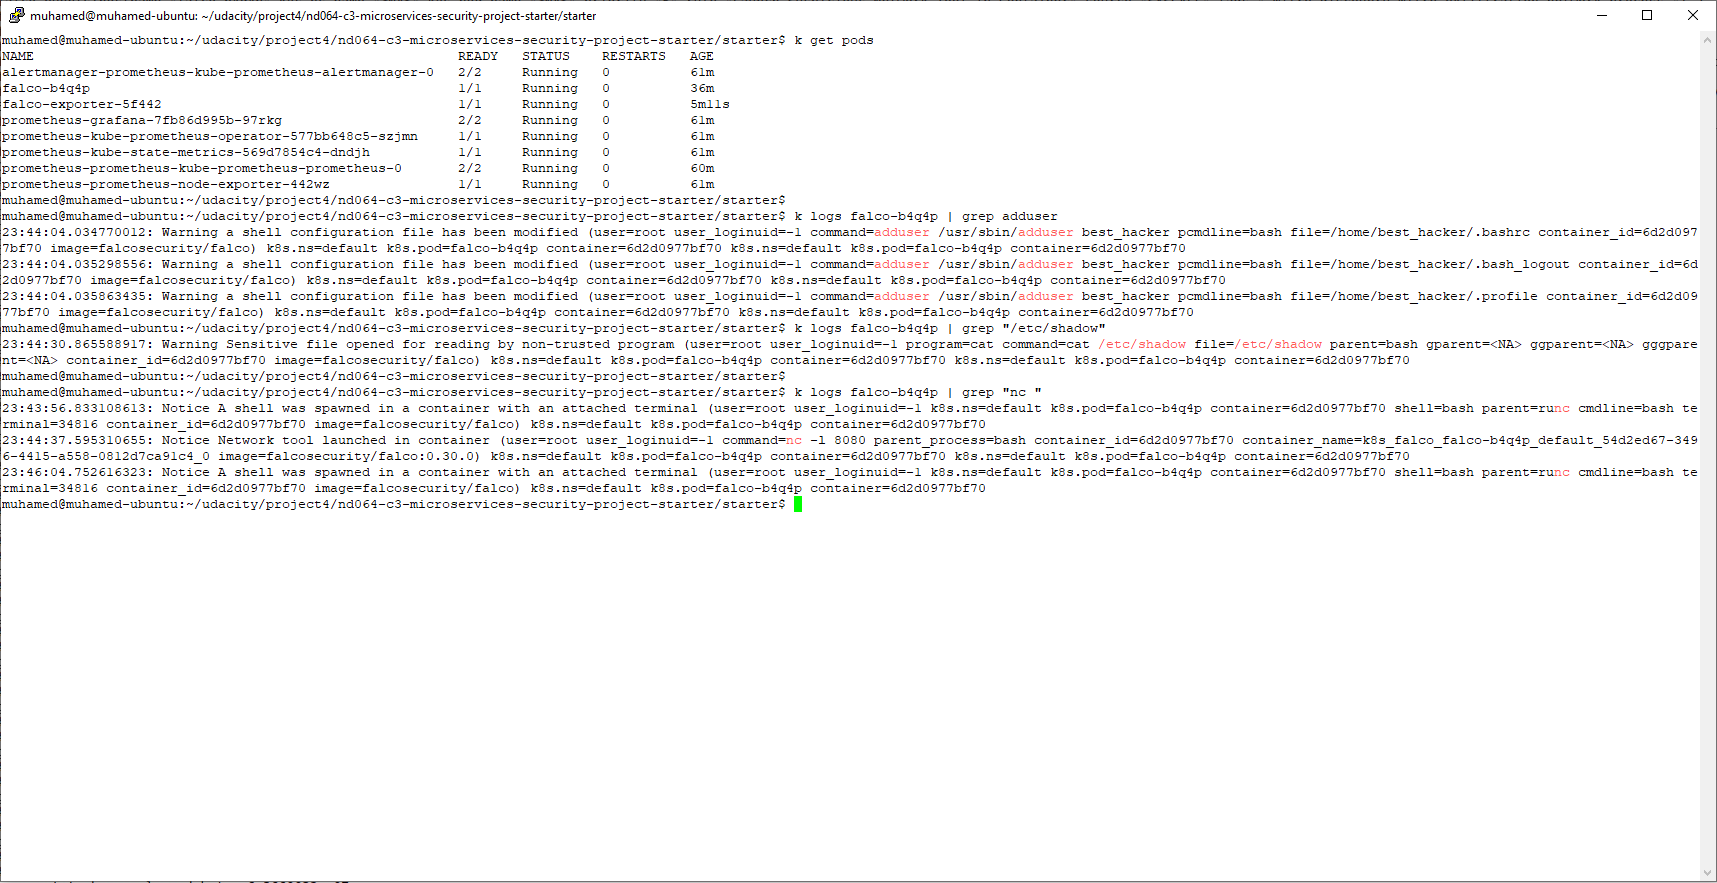 muhamed@muhamed-ubuntu: ~/udacity/project4/nd064-c3-microservices-security-project-starter/starter
muhamed@muhamed-ubuntu:~/udacity/project4/nd064-c3-microservices-security-project-starter/starter$ k get pods
NAME READY STATUS RESTARTS AGE
alertmanager-prometheus-kube-prometheus-alertmanager-0 2/2 Running 0 61m
falco-b4q4p 1/1 Running 0 36m
falco-exporter-5f442 1/1 Running 0 5m11s
prometheus-grafana-7fb86d995b-97rkg 2/2 Running 0 61m
prometheus-kube-prometheus-operator-577bb648c5-szjmn 1/1 Running 0 61m
prometheus-kube-state-metrics-569d7854c4-dndjh 1/1 Running 0 61m
prometheus-prometheus-kube-prometheus-prometheus-0 2/2 Running 0 60m
prometheus-prometheus-node-exporter-442wz 1/1 Running 0 61m
muhamed@muhamed-ubuntu:~/udacity/project4/nd064-c3-microservices-security-project-starter/starter$
muhamed@muhamed-ubuntu:~/udacity/project4/nd064-c3-microservices-security-project-starter/starter$ k logs falco-b4q4p | grep adduser
23:44:04.034770012: Warning a shell configuration file has been modified (user=root user_loginuid=-1 command=adduser /usr/sbin/adduser best_hacker pcmdline=bash file=/home/best_hacker/.bashrc container_id=6d2d097
7bf70 image=falcosecurity/falco) k8s.ns=default k8s.pod=falco-b4q4p container=6d2d0977bf70 k8s.ns=default k8s.pod=falco-b4q4p container=6d2d0977bf70
23:44:04.035298556: Warning a shell configuration file has been modified (user=root user_loginuid=-1 command=adduser /usr/sbin/adduser best_hacker pcmdline=bash file=/home/best_hacker/.bash_logout container_id=6d
2d0977bf70 image=falcosecurity/falco) k8s.ns=default k8s.pod=falco-b4q4p container=6d2d0977bf70 k8s.ns=default k8s.pod=falco-b4q4p container=6d2d0977bf70
23:44:04.035863435: Warning a shell configuration file has been modified (user=root user_loginuid=-1 command=adduser /usr/sbin/adduser best_hacker pcmdline=bash file=/home/best_hacker/.profile container_id=6d2d09
77bf70 image=falcosecurity/falco) k8s.ns=default k8s.pod=falco-b4q4p container=6d2d0977bf70 k8s.ns=default k8s.pod=falco-b4q4p container=6d2d0977bf70
muhamed@muhamed-ubuntu:~/udacity/project4/nd064-c3-microservices-security-project-starter/starter$ k logs falco-b4q4p | grep "/etc/shadow"
23:44:30.865588917: Warning Sensitive file opened for reading by non-trusted program (user=root user_loginuid=-1 program=cat command=cat /etc/shadow file=/etc/shadow parent=bash gparent=<NA> ggparent=<NA> gggpare
nt=<NA> container_id=6d2d0977bf70 image=falcosecurity/falco) k8s.ns=default k8s.pod=falco-b4q4p container=6d2d0977bf70 k8s.ns=default k8s.pod=falco-b4q4p container=6d2d0977bf70
muhamed@muhamed-ubuntu:~/udacity/project4/nd064-c3-microservices-security-project-starter/starter$
muhamed@muhamed-ubuntu:~/udacity/project4/nd064-c3-microservices-security-project-starter/starter$ k logs falco-b4q4p | grep "nc "
23:43:56.833108613: Notice A shell was spawned in a container with an attached terminal (user=root user_loginuid=-1 k8s.ns=default k8s.pod=falco-b4q4p container=6d2d0977bf70 shell=bash parent=runc cmdline=bash te
rminal=34816 container_id=6d2d0977bf70 image=falcosecurity/falco) k8s.ns=default k8s.pod=falco-b4q4p container=6d2d0977bf70
23:44:37.595310655: Notice Network tool launched in container (user=root user_loginuid=-1 command=nc -l 8080 parent_process=bash container_id=6d2d0977bf70 container_name=k8s_falco_falco-b4q4p_default_54d2ed67-349
6-4415-a558-0812d7ca91c4_0 image=falcosecurity/falco:0.30.0) k8s.ns=default k8s.pod=falco-b4q4p container=6d2d0977bf70 k8s.ns=default k8s.pod=falco-b4q4p container=6d2d0977bf70
23:46:04.752616323: Notice A shell was spawned in a container with an attached terminal (user=root user_loginuid=-1 k8s.ns=default k8s.pod=falco-b4q4p container=6d2d0977bf70 shell=bash parent=runc cmdline=bash te
rminal=34816 container_id=6d2d0977bf70 image=falcosecurity/falco) k8s.ns=default k8s.pod=falco-b4q4p container=6d2d0977bf70
muhamed@muhamed-ubuntu:~/udacity/project4/nd064-c3-microservices-security-project-starter/starter$